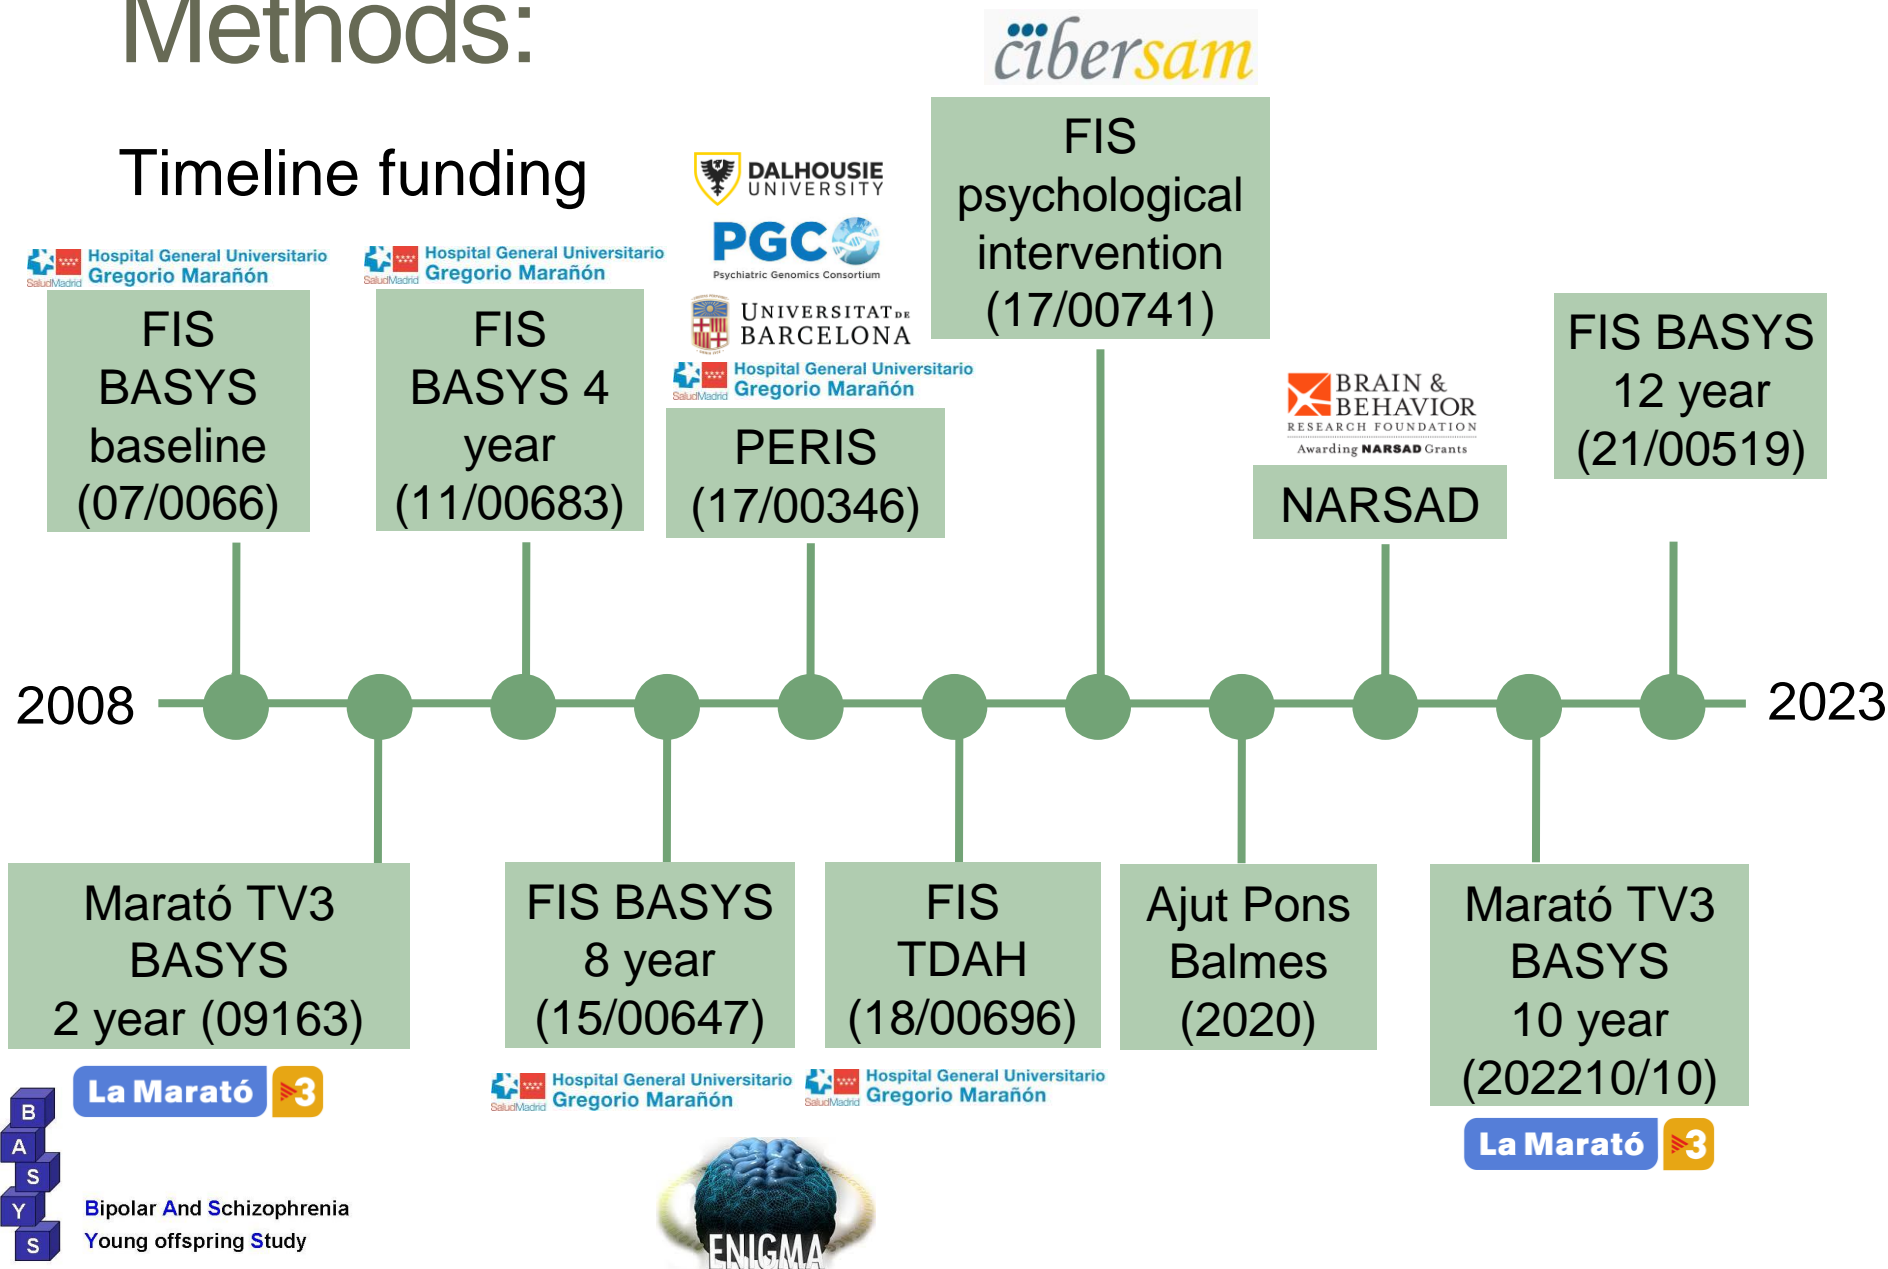 Methods:
Timeline funding
cibersam
DALHOUSIE
UNIVERSITY
PGC
Psychiatric Genomics Consortium
UNIVERSITAT DE
BARCELONA
SaludMadrid
Hospital General Universitario
Gregorio Marañón
SaludMadrid
Hospital General Universitario
Gregorio Marañón
SaludMadrid
Hospital General Universitario
Gregorio Marañón
BRAIN &
BEHAVIOR
RESEARCH FOUNDATION
Awarding NARSAD Grants
FIS
BASYS
baseline
(07/0066)
FIS
BASYS 4
year
(11/00683)
PERIS
(17/00346)
FIS
psychological
intervention
(17/00741)
NARSAD
FIS BASYS
12 year
(21/00519)
2008
2023
Marató TV3
BASYS
2 year (09163)
FIS BASYS
8 year
(15/00647)
FIS
TDAH
(18/00696)
Ajut Pons
Balmes
(2020)
Marató TV3
BASYS
10 year
(202210/10)
La Marató 3
SaludMadrid
Hospital General Universitario
Gregorio Marañón
SaludMadrid
Hospital General Universitario
Gregorio Marañón
La Marató 3
B
A
S
Y
S
Bipolar And Schizophrenia
Young offspring Study
ENIGMA